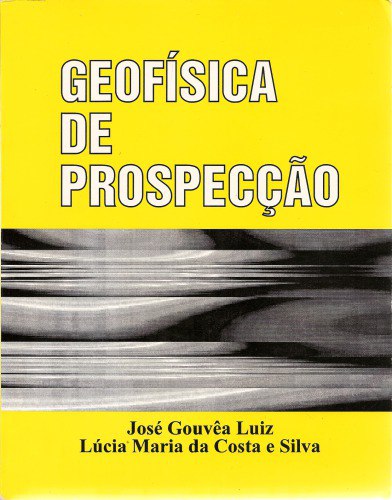 GEOFÍSICA
DE
PROSPECÇÃO
José Gouvêa Luiz
Lúcia Maria da Costa e Silva